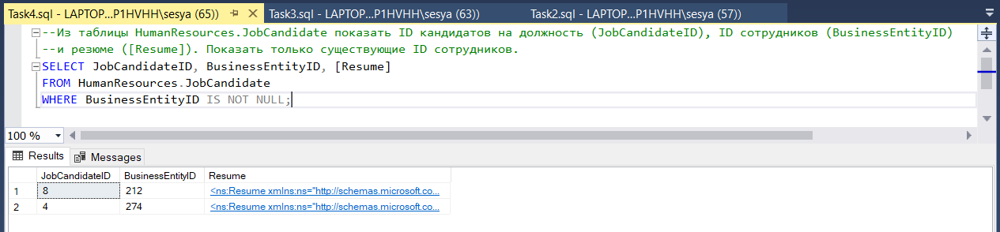 Task4.sql - LAPTOP...P1HVHH\sesya (65))
Task3.sql - LAPTOP...P1HVHH\sesya (63))
Task2.sql - LAPTOP...P1HVHH\sesya (57))
--Из таблицы HumanResources.JobCandidate показать ID кандидатов на должность (JobCandidateID), ID сотрудников (BusinessEntityID)
--и резюме ([Resume]). Показать только существующие ID сотрудников.
SELECT JobCandidateID, BusinessEntityID, [Resume]
FROM HumanResources.JobCandidate
WHERE BusinessEntityID IS NOT NULL;
100 %
Results Messages
JobCandidateID BusinessEntityID Resume
1 8 212 <ns:Resume xmlns:ns="http://schemas.microsoft.co...
2 4 274 <ns:Resume xmlns:ns="http://schemas.microsoft.co...